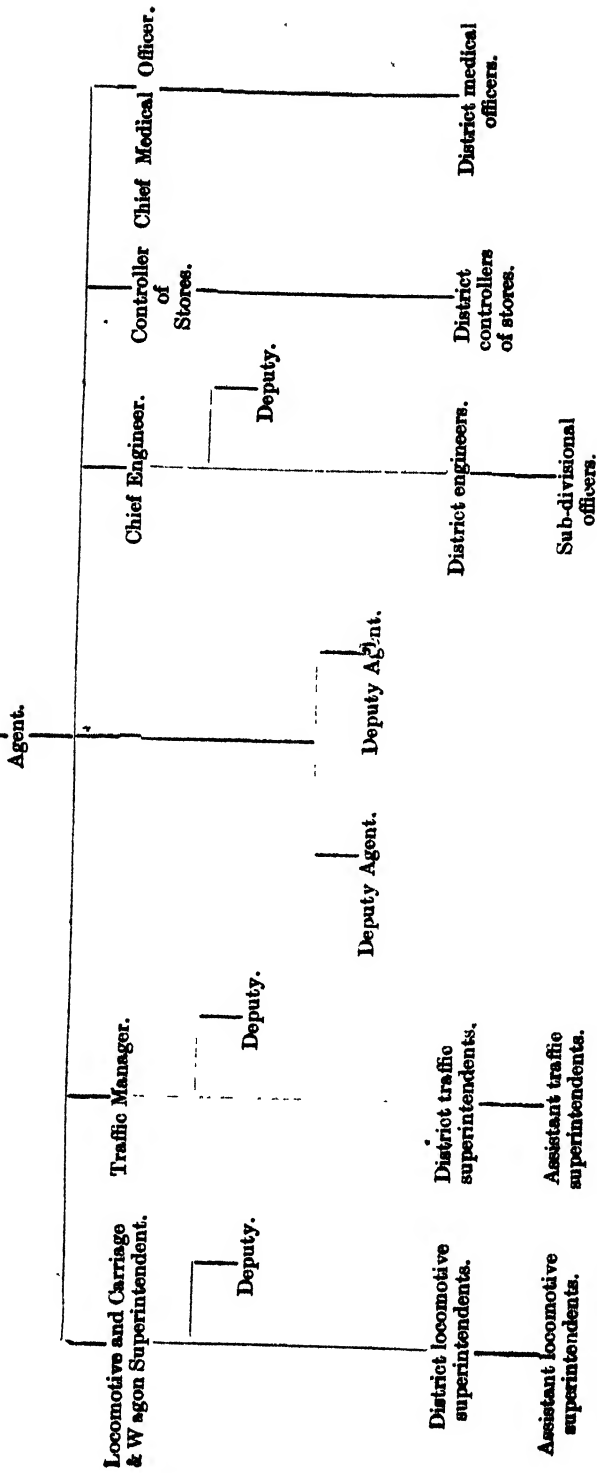 Agent.
Locomotive and Carriage
& Wagon Superintendent.
Traffic Manager.
Chief Engineer.
Controller
of
Stores.
Chief Medical Officer.
Deputy.
Deputy.
Deputy Agent.
Deputy Agent.
Deputy.
District locomotive
superintendents.
District traffic
superintendents.
District engineers.
District
controllers
of stores.
District medical
officers.
Assistant locomotive
superintendents.
Assistant traffic
superintendents.
Sub-divisional
officers.